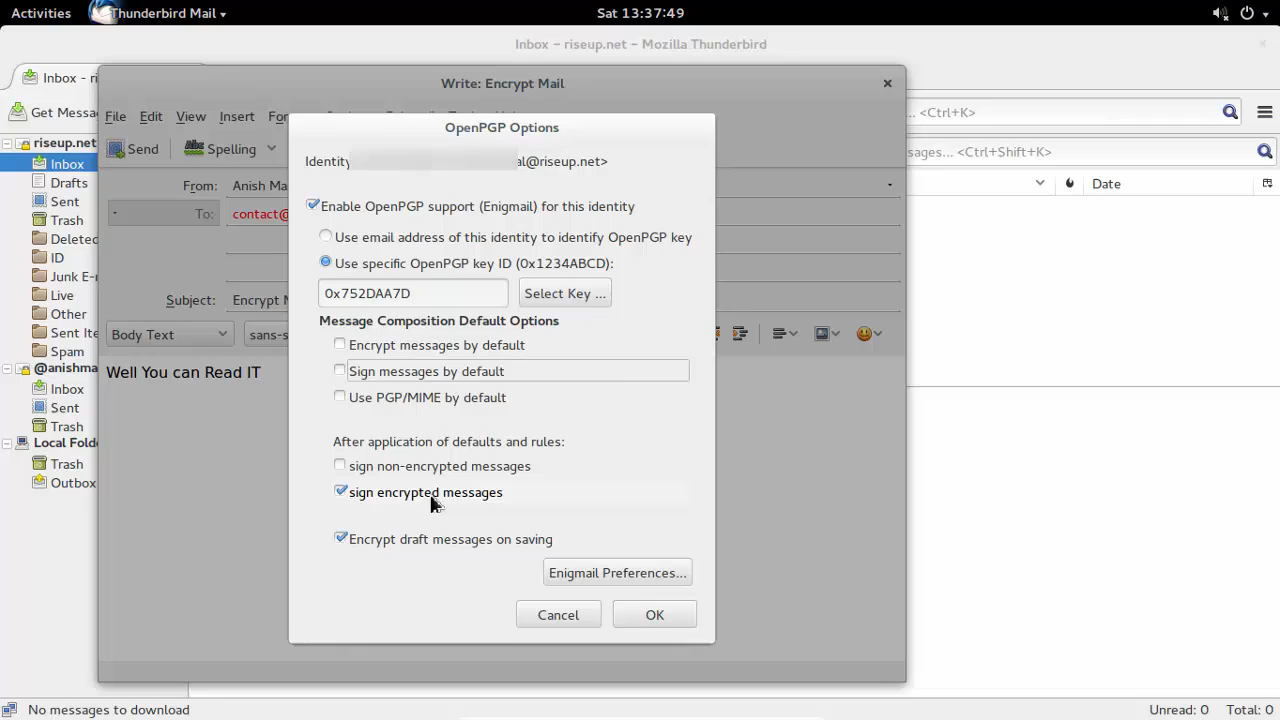 Activities Thunderbird Mail Sat 13:37:49
Inbox - riseup.net - Mozilla Thunderbird
Inbox - ri
Write: Encrypt Mail
Get Messa
<Ctrl+K>
File Edit View Insert
OpenPGP Options
riseup.net
Send Spelling
<Ctrl+Shift+K>
Inbox
Identity al@riseup.net>
Drafts
From: Anish Ma
Date
Sent
Enable OpenPGP support (Enigmail) for this identity
To: contact@
Trash
Deleted
Use email address of this identity to identify OpenPGP key
ID
Use specific OpenPGP key ID (0x1234ABCD):
Junk E-
Live
0x752DAA7D Select Key ...
Subject: Encrypt
Other
Message Composition Default Options
Sent Ite
Body Text sans-s
Encrypt messages by default
Spam
@anishma
Well You can Read IT
Sign messages by default
Inbox
Use PGP/MIME by default
Sent
Trash
Local Fold
After application of defaults and rules:
Trash
sign non-encrypted messages
Outbox
sign encrypted messages
Encrypt draft messages on saving
Enigmail Preferences...
Cancel OK
No messages to download Unread: 0 Total: 0